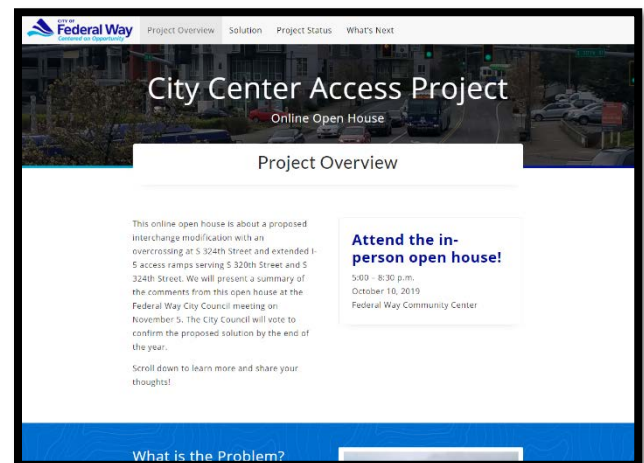 CITY OF
Federal Way
Centered on Opportunity
Project Overview Solution Project Status What's Next
City Center Access Project
Online Open House
Project Overview
This online open house is about a proposed
interchange modification with an
overcrossing at S 324th Street and extended I-
5 access ramps serving S 320th Street and S
324th Street. We will present a summary of
the comments from this open house at the
Federal Way City Council meeting on
November 5. The City Council will vote to
confirm the proposed solution by the end of
the year.
Scroll down to learn more and share your
thoughts!
Attend the in-
person open house!
5:00 – 8:30 p.m.
October 10, 2019
Federal Way Community Center
What is the Problem?